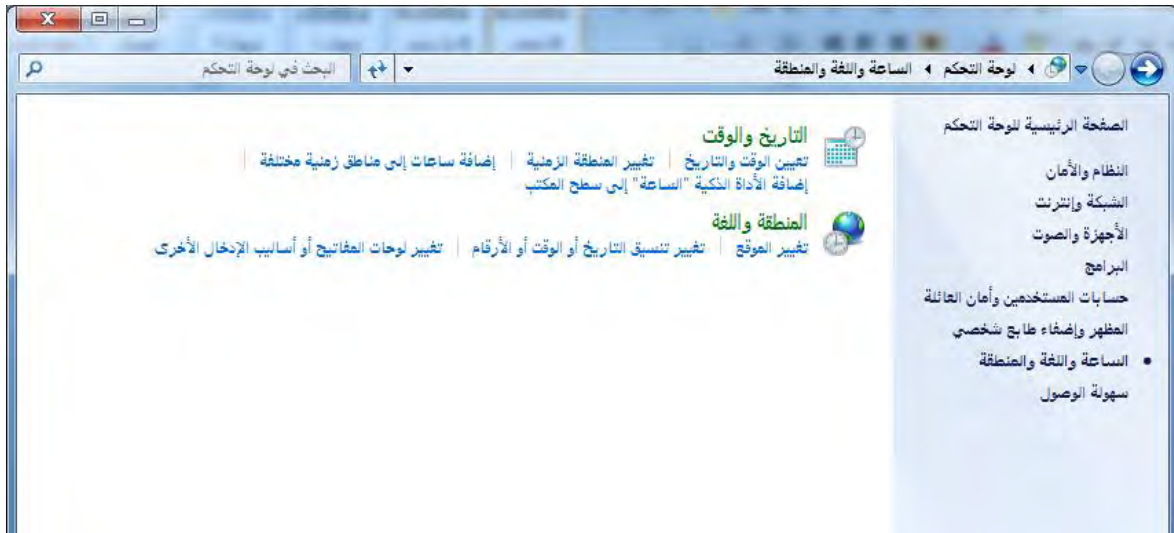 لوحة التحكم ‹ الساعة واللغة والمنطقة
البحث في لوحة التحكم
الصفحة الرئيسية للوحة التحكم
النظام والأمان
الشبكة وإنترنت
الأجهزة والصوت
البرامج
حسابات المستخدمين وأمان العائلة
المظهر وإضفاء طابع شخصي
الساعة واللغة والمنطقة
سهولة الوصول
التاريخ والوقت
تعيين الوقت والتاريخ | تغيير المنطقة الزمنية | إضافة ساعات إلى مناطق زمنية مختلفة |
إضافة الأداة الذكية "الساعة" إلى سطح المكتب
المنطقة واللغة
تغيير الموقع | تغيير تنسيق التاريخ أو الوقت أو الأرقام | تغيير لوحات المفاتيح أو أساليب الإدخال الأخرى